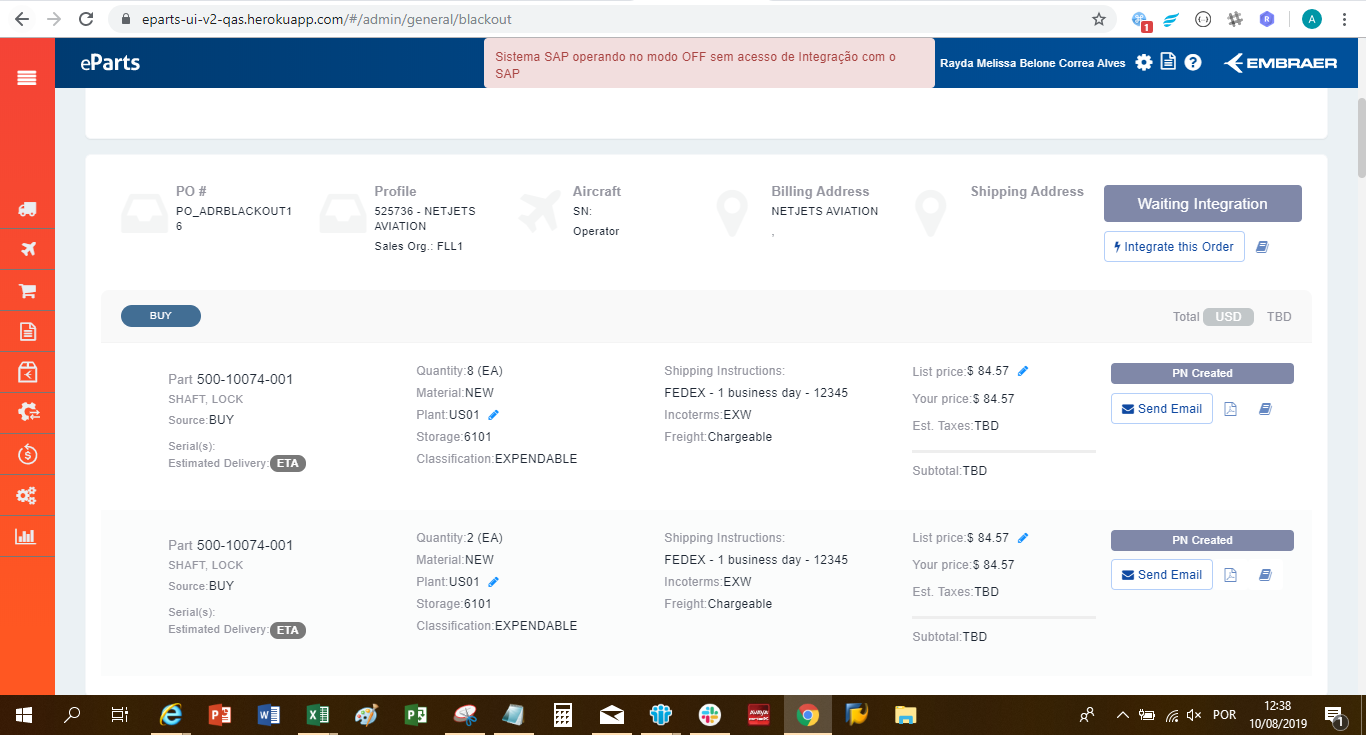 eparts-ui-v2-qas.herokuapp.com/#/admin/general/blackout
1
A
eParts
Sistema SAP operando no modo OFF sem acesso de Integração com o
SAP
Rayda Melissa Belone Correa Alves
EMBRAER
PO #
PO_ADRBLACKOUT1
6
Profile
525736 - NETJETS
AVIATION
Sales Org.: FLL1
Aircraft
SN:
Operator
Billing Address
NETJETS AVIATION
,
Shipping Address
Waiting Integration
Integrate this Order
BUY
Total USD TBD
Part 500-10074-001
SHAFT, LOCK
Source:BUY
Serial(s):
Estimated Delivery: ETA
Quantity:8 (EA)
Material:NEW
Plant:US01
Storage:6101
Classification:EXPENDABLE
Shipping Instructions:
FEDEX - 1 business day - 12345
Incoterms:EXW
Freight:Chargeable
List price:$ 84.57
Your price:$ 84.57
Est. Taxes:TBD
Subtotal:TBD
PN Created
Send Email
Part 500-10074-001
SHAFT, LOCK
Source:BUY
Serial(s):
Estimated Delivery: ETA
Quantity:2 (EA)
Material:NEW
Plant:US01
Storage:6101
Classification:EXPENDABLE
Shipping Instructions:
FEDEX - 1 business day - 12345
Incoterms:EXW
Freight:Chargeable
List price:$ 84.57
Your price:$ 84.57
Est. Taxes:TBD
Subtotal:TBD
PN Created
Send Email
AVAYA
POR
12:38
10/08/2019
1